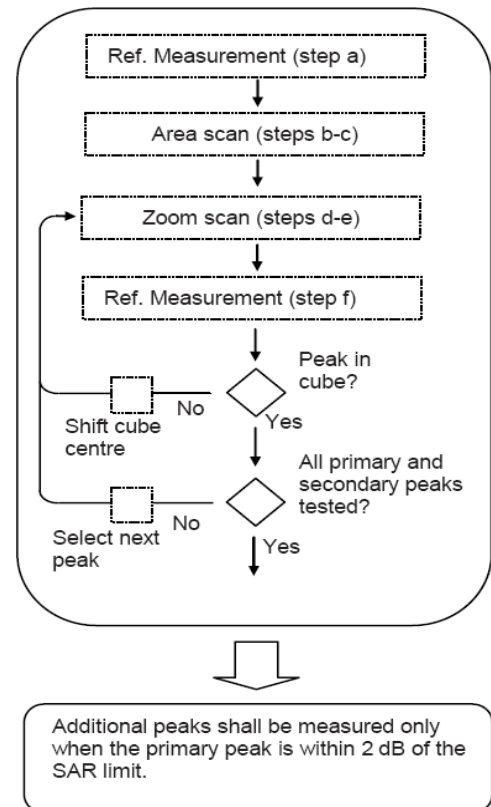 Ref. Measurement (step a)
Area scan (steps b-c)
Zoom scan (steps d-e)
Ref. Measurement (step f)
Peak in
cube?
No
Shift cube
centre
Yes
All primary and
secondary peaks
tested?
No
Select next
peak
Yes
Additional peaks shall be measured only
when the primary peak is within 2 dB of the
SAR limit.